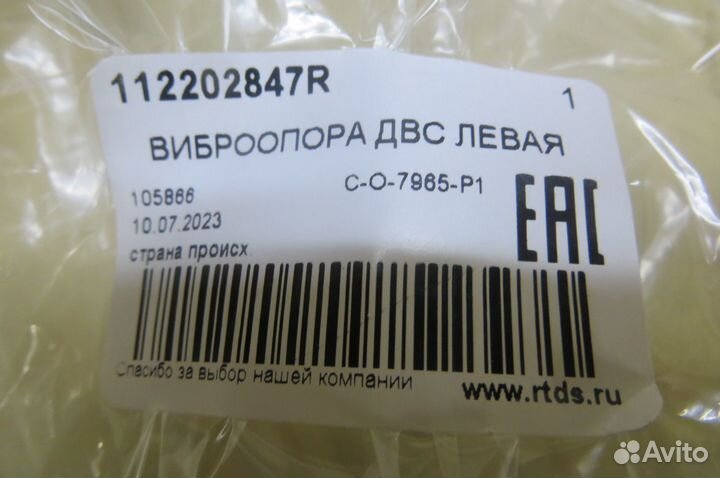 112202847R
1
ВИБРООПОРА ДВС ЛЕВАЯ
105866
С-О-7965-Р1
10.07.2023
EAC
страна происх
Спасибо за выбор нашей компании
www.rtds.ru
Avito